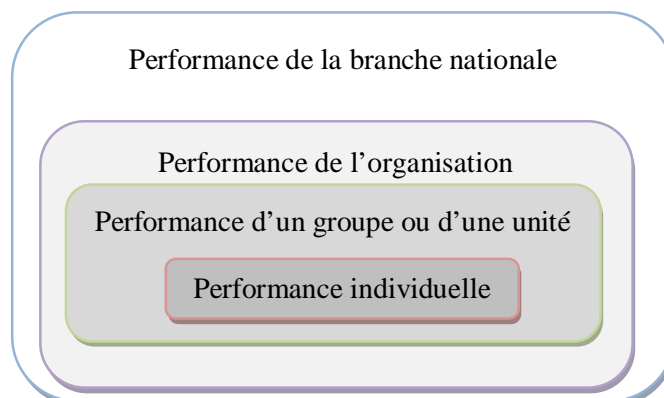 Performance de la branche nationale
Performance de l’organisation
Performance d’un groupe ou d’une unité
Performance individuelle